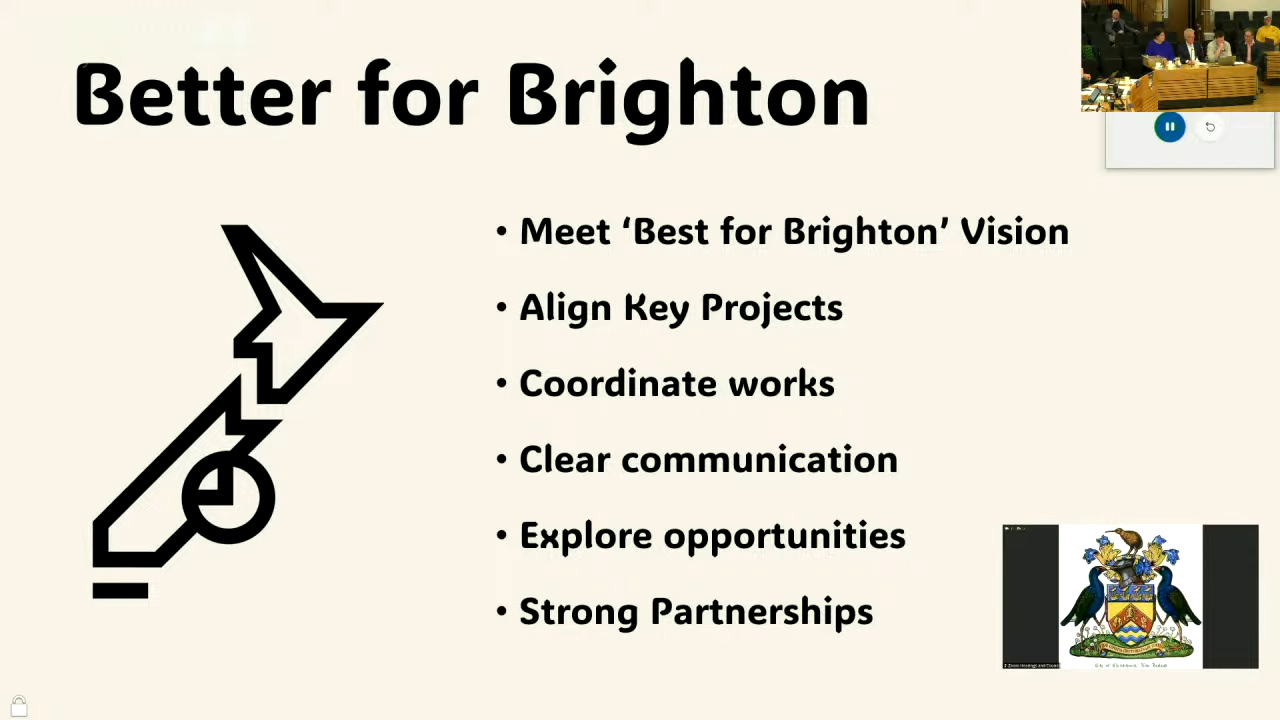 Better for Brighton
• Meet ‘Best for Brighton’ Vision
• Align Key Projects
• Coordinate works
• Clear communication
• Explore opportunities
• Strong Partnerships